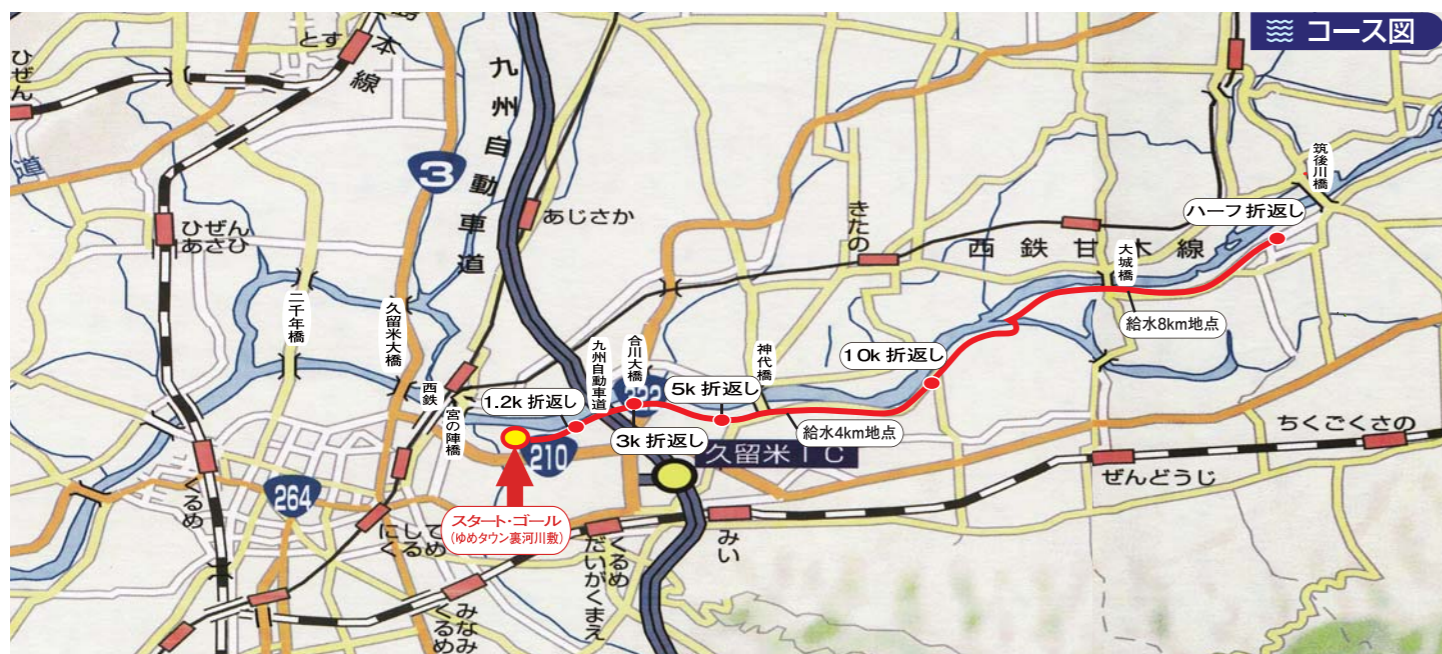 コース図
とす
本
線
ひぜん
道
3
九州自動車道
あじさか
ひぜん
あさひ
きたの
西鉄甘木線
筑後川橋
ハーフ折返し
大城橋
給水8km地点
二千年橋
久留米大橋
西鉄
宮の陣橋
1.2k 折返し
九州自動車道
合川大橋
322
5k 折返し
神代橋
10k 折返し
給水4km地点
3k 折返し
久留米IC
210
264
スタート・ゴール
(ゆめタウン裏河川敷)
くるめ
にしてつ
くるめ
みなみ
くるめ
くるめ
だいがくまえ
みい
ぜんどうじ
ちくごくさの